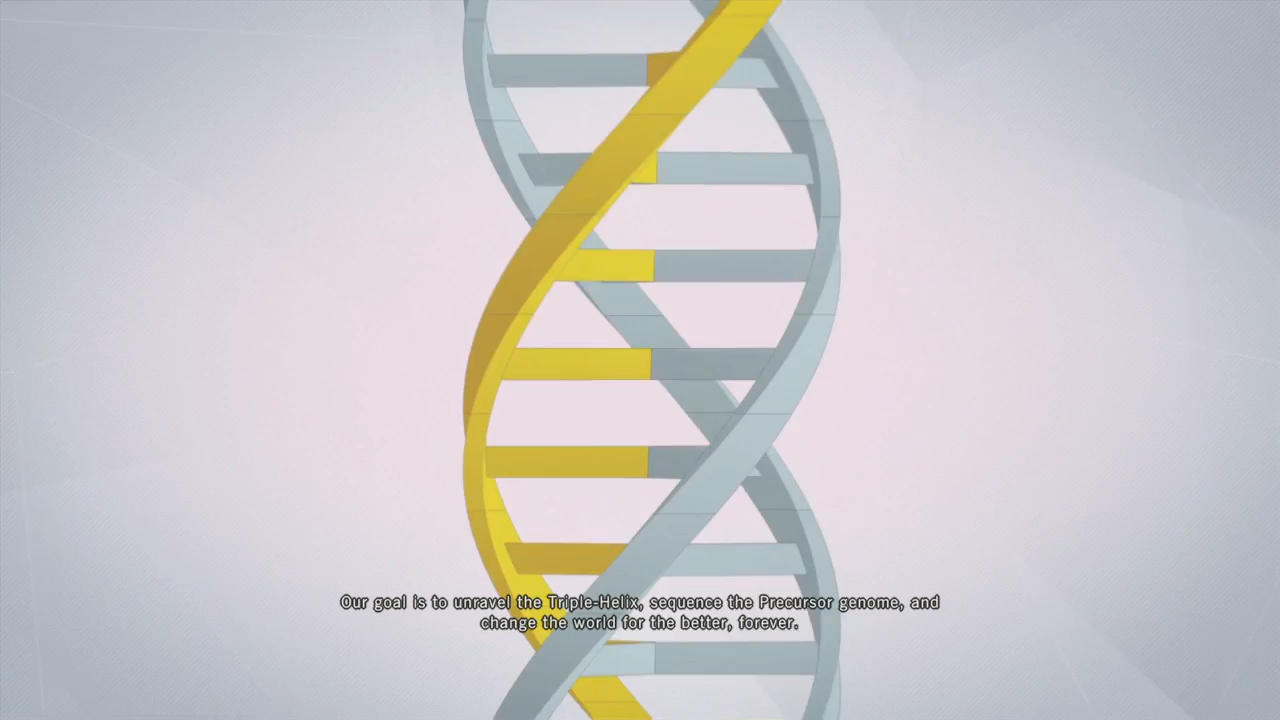 Our goal is to unravel the Triple-Helix, sequence the Precursor genome, and
change the world for the better, forever.